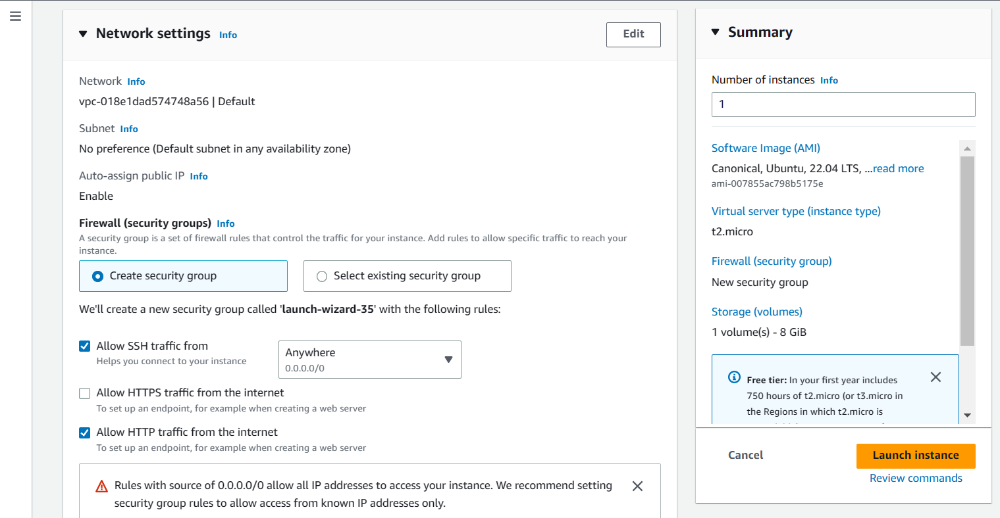 Network settings Info
Edit
Network Info
vpc-018e1dad574748a56 | Default
Subnet Info
No preference (Default subnet in any availability zone)
Auto-assign public IP Info
Enable
Firewall (security groups) Info
A security group is a set of firewall rules that control the traffic for your instance. Add rules to allow specific traffic to reach your
instance.
Create security group
Select existing security group
We'll create a new security group called 'launch-wizard-35' with the following rules:
Allow SSH traffic from
Helps you connect to your instance
Anywhere
0.0.0.0/0
Allow HTTPS traffic from the internet
To set up an endpoint, for example when creating a web server
Allow HTTP traffic from the internet
To set up an endpoint, for example when creating a web server
Rules with source of 0.0.0.0/0 allow all IP addresses to access your instance. We recommend setting
security group rules to allow access from known IP addresses only.
Summary
Number of instances Info
1
Software Image (AMI)
Canonical, Ubuntu, 22.04 LTS, ...read more
ami-007855ac798b5175e
Virtual server type (instance type)
t2.micro
Firewall (security group)
New security group
Storage (volumes)
1 volume(s) - 8 GiB
Free tier: In your first year includes
750 hours of t2.micro (or t3.micro in
the Regions in which t2.micro is
Cancel
Launch instance
Review commands